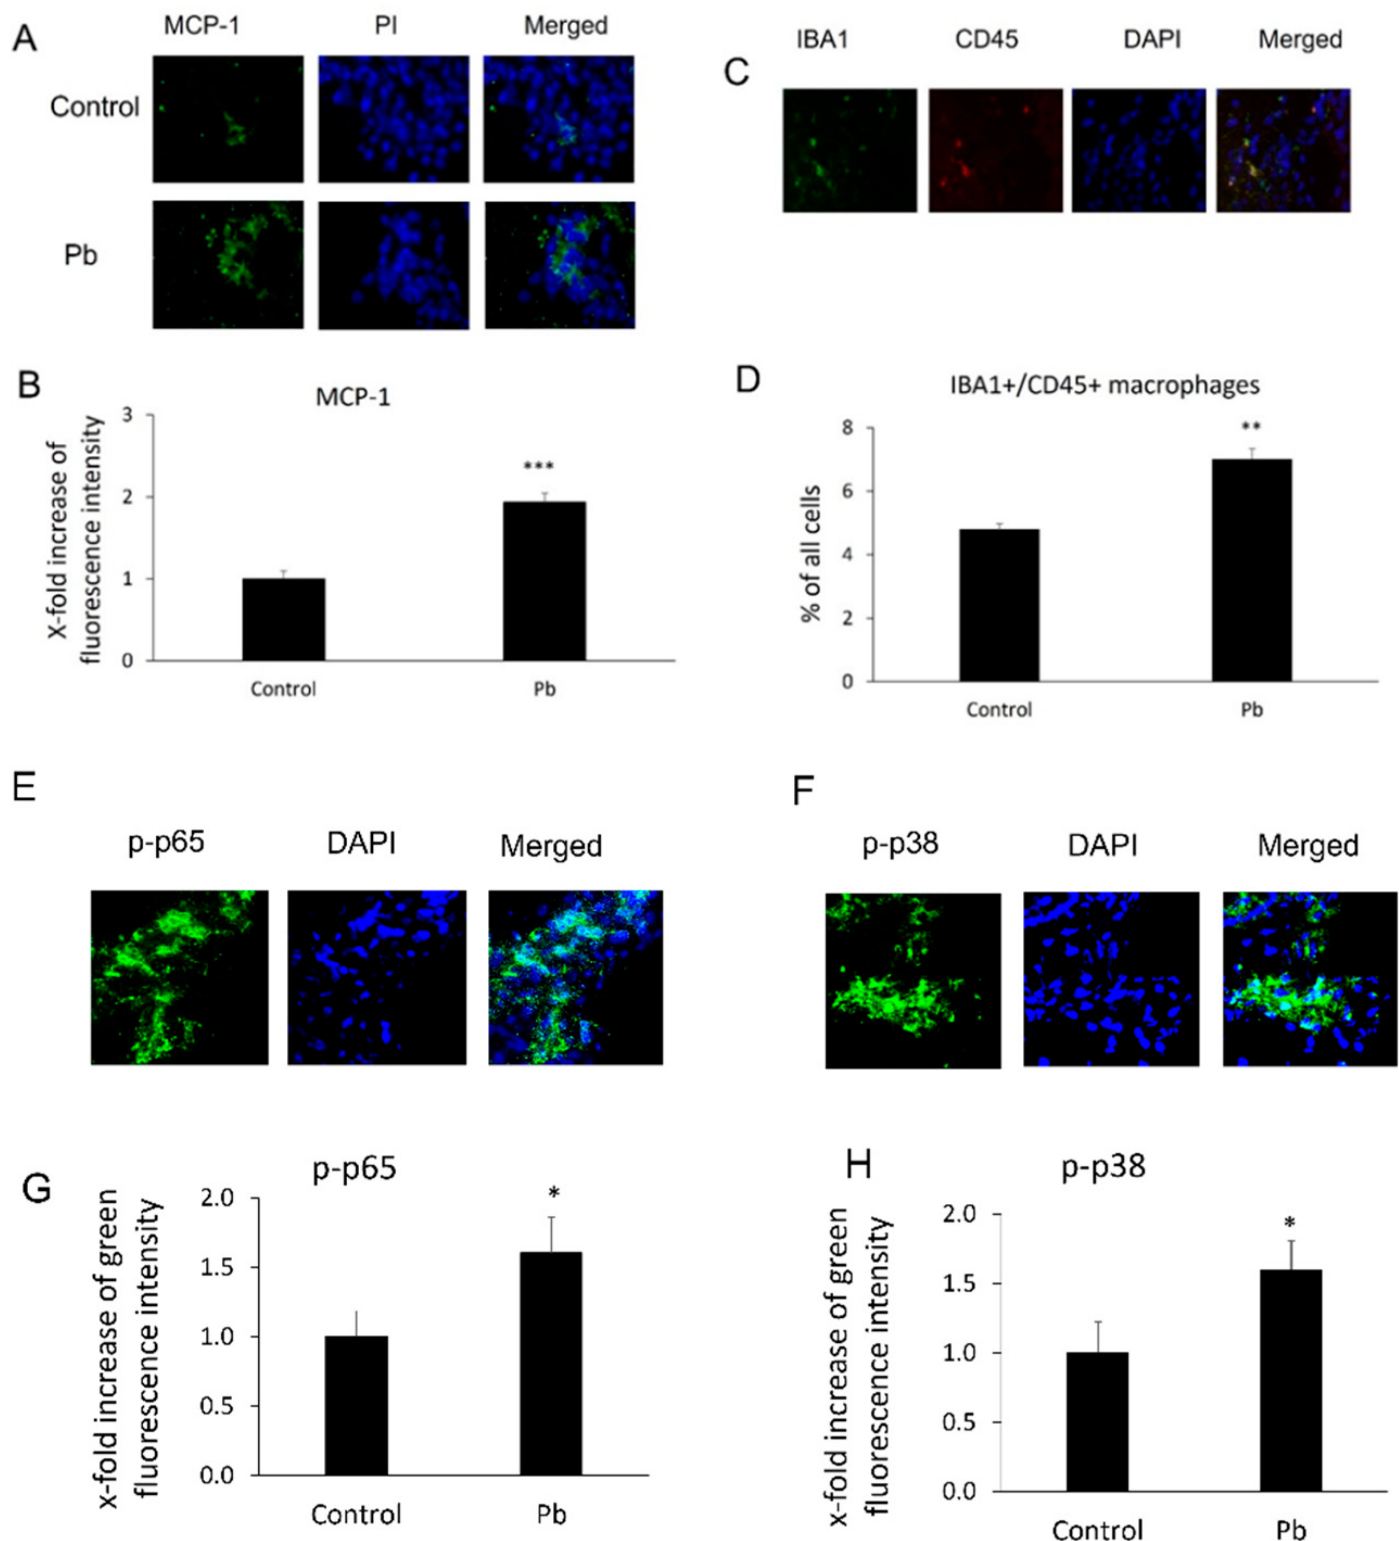 A
MCP-1 PI Merged
Control
Pb
C
IBA1 CD45 DAPI Merged
B
MCP-1
X-fold increase of
fluorescence intensity
3
2
1
0
***
Control Pb
D
IBA1+/CD45+ macrophages
% of all cells
8
6
4
2
0
**
Control Pb
E
p-p65 DAPI Merged
F
p-p38 DAPI Merged
G
p-p65
x-fold increase of green
fluorescence intensity
2.0
1.5
1.0
0.5
0.0
*
Control Pb
H
p-p38
x-fold increase of green
fluorescence intensity
2.0
1.5
1.0
0.5
0.0
*
Control Pb